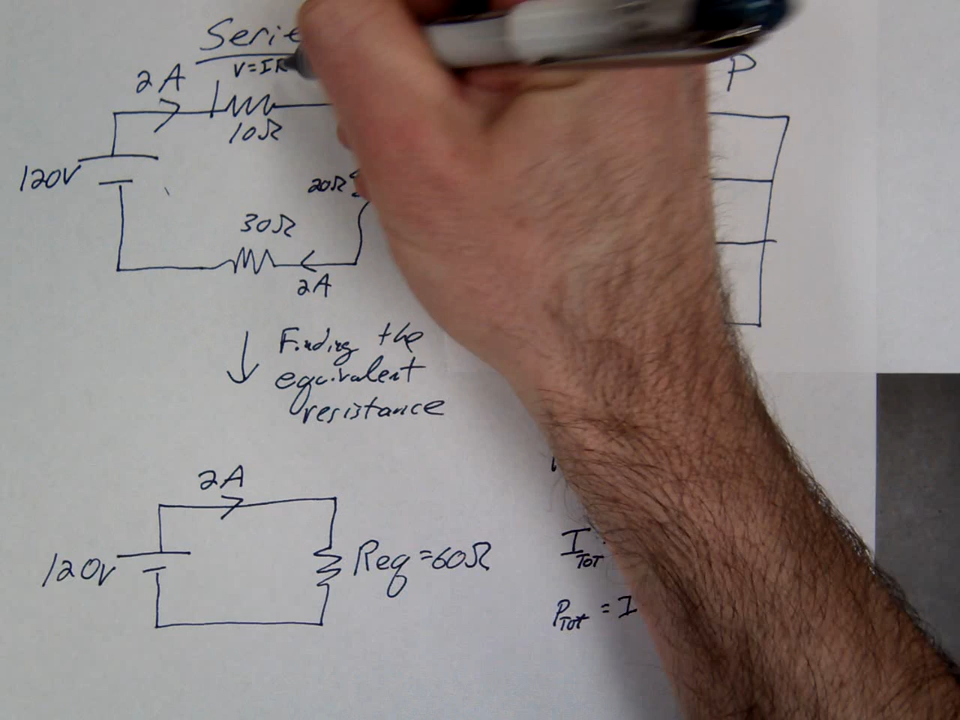 Serie
V=IR
2A
10Ω
120V
20Ω
30Ω
2A
↓ Finding the
equivalent
resistance
2A
120V
Req=60Ω
P
I TOT
P TOT = I